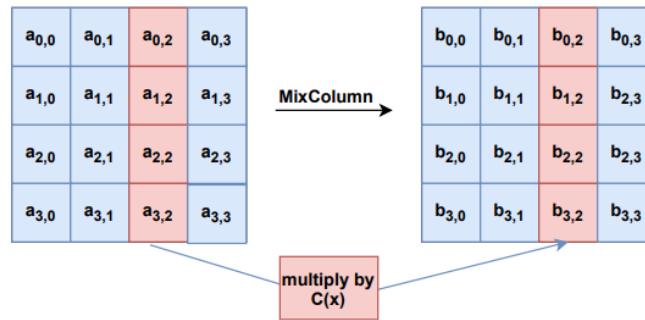 a0,0 a0,1 a0,2 a0,3 b0,0 b0,1 b0,2 b0,3
a1,0 a1,1 a1,2 a1,3 MixColumn b1,0 b1,1 b1,2 b2,3
a2,0 a2,1 a2,2 a2,3 b2,0 b2,1 b2,2 b2,3
a3,0 a3,1 a3,2 a3,3 b3,0 b3,1 b3,2 b3,3
multiply by
C(x)